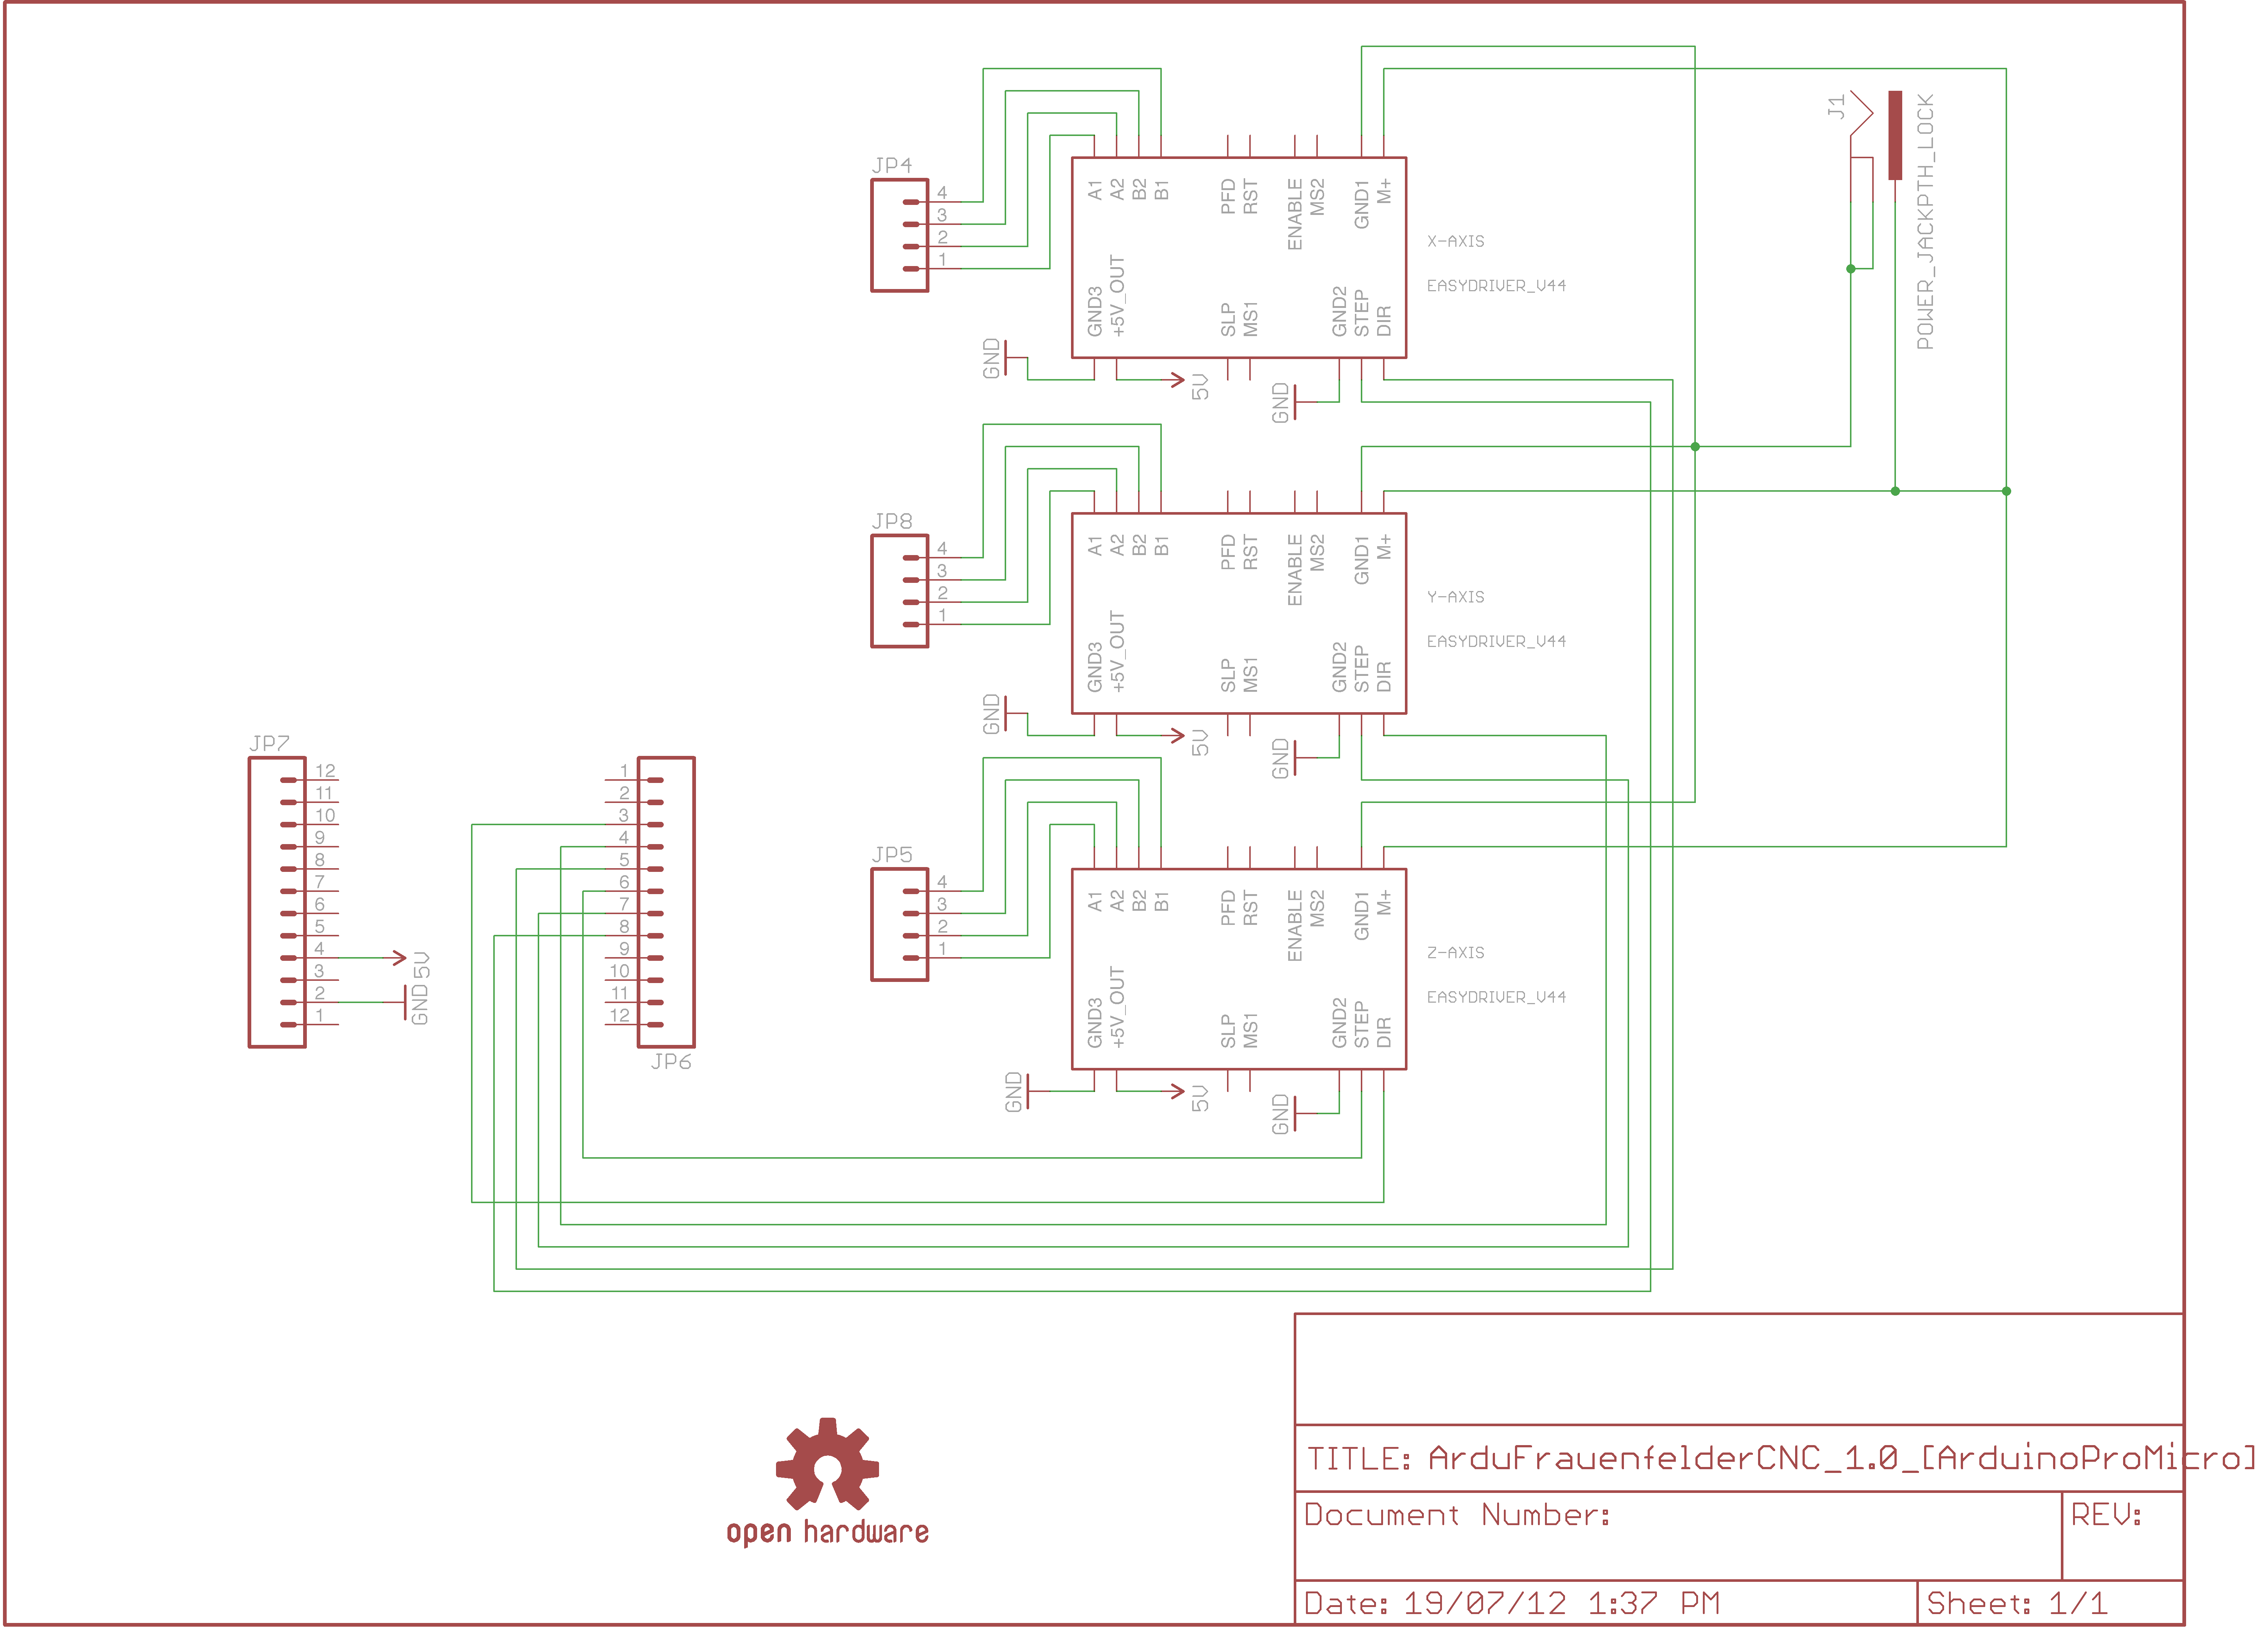 JP4
4
3
2
1
A1
A2
B2
B1
PFD
RST
ENABLE
MS2
GND1
M+
GND3
+5V_OUT
SLP
MS1
GND2
STEP
DIR
X-AXIS
EASYDRIVER_V44
GND
5V
GND
J1
POWER_JACKPTH_LOCK
JP8
4
3
2
1
A1
A2
B2
B1
PFD
RST
ENABLE
MS2
GND1
M+
GND3
+5V_OUT
SLP
MS1
GND2
STEP
DIR
Y-AXIS
EASYDRIVER_V44
GND
5V
GND
JP7
12
11
10
9
8
7
6
5
4
3
2
1
5V
GND
1
2
3
4
5
6
7
8
9
10
11
12
JP6
JP5
4
3
2
1
A1
A2
B2
B1
PFD
RST
ENABLE
MS2
GND1
M+
GND3
+5V_OUT
SLP
MS1
GND2
STEP
DIR
Z-AXIS
EASYDRIVER_V44
GND
5V
GND
open hardware
TITLE: ArduFrauenfelderCNC_1.0_[ArduinoProMicro]
Document Number:
REV:
Date: 19/07/12 1:37 PM
Sheet: 1/1